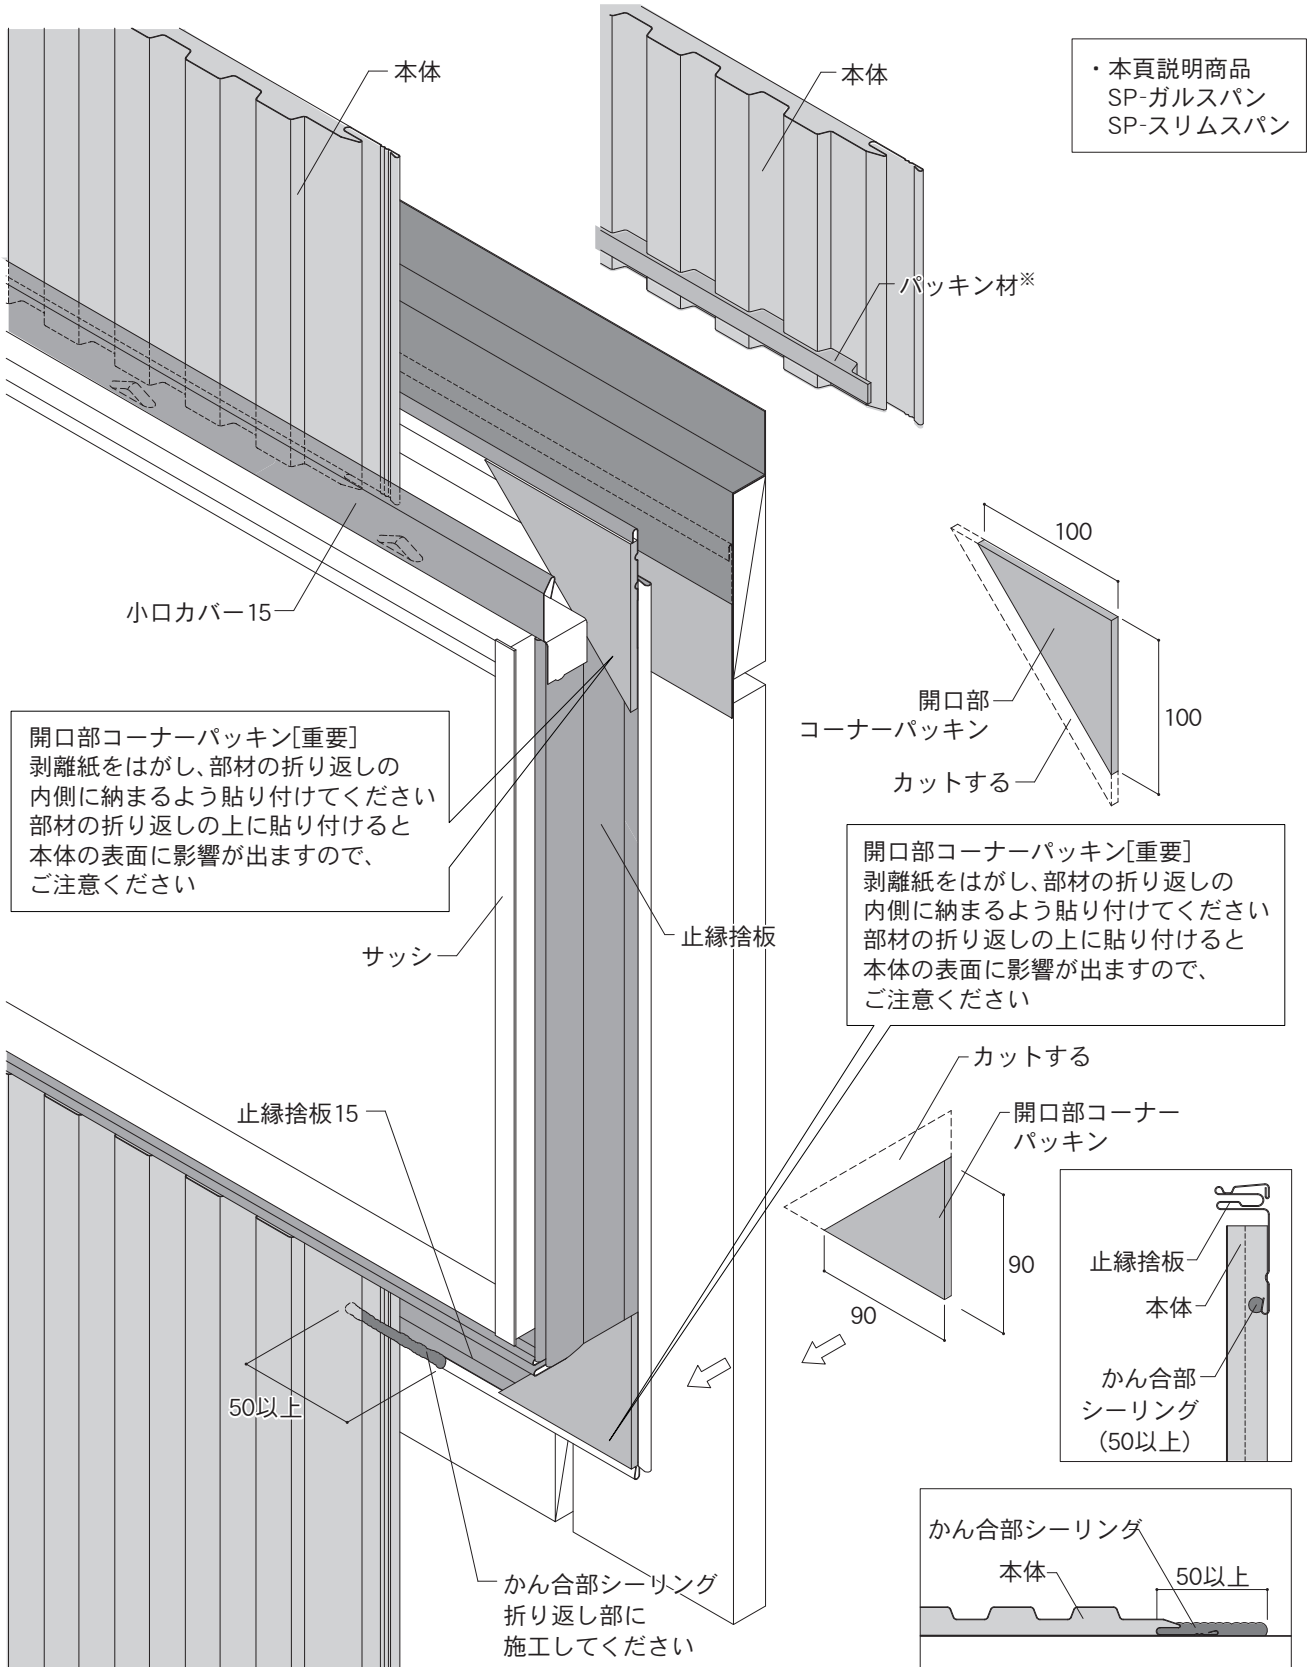 本体
本体
・本頁説明商品
SP-ガルスパン
SP-スリムスパン
パッキン材※
小口カバー15
100
100
開口部
コーナーパッキン
カットする
開口部コーナーパッキン[重要]
剥離紙をはがし、部材の折り返しの
内側に納まるよう貼り付けてください
部材の折り返しの上に貼り付けると
本体の表面に影響が出ますので、
ご注意ください
開口部コーナーパッキン[重要]
剥離紙をはがし、部材の折り返しの
内側に納まるよう貼り付けてください
部材の折り返しの上に貼り付けると
本体の表面に影響が出ますので、
ご注意ください
サッシ
止縁捨板
カットする
開口部コーナー
パッキン
90
90
止縁捨板15
50以上
止縁捨板
本体
かん合部
シーリング
(50以上)
かん合部シーリング
折り返し部に
施工してください
かん合部シーリング
本体
50以上